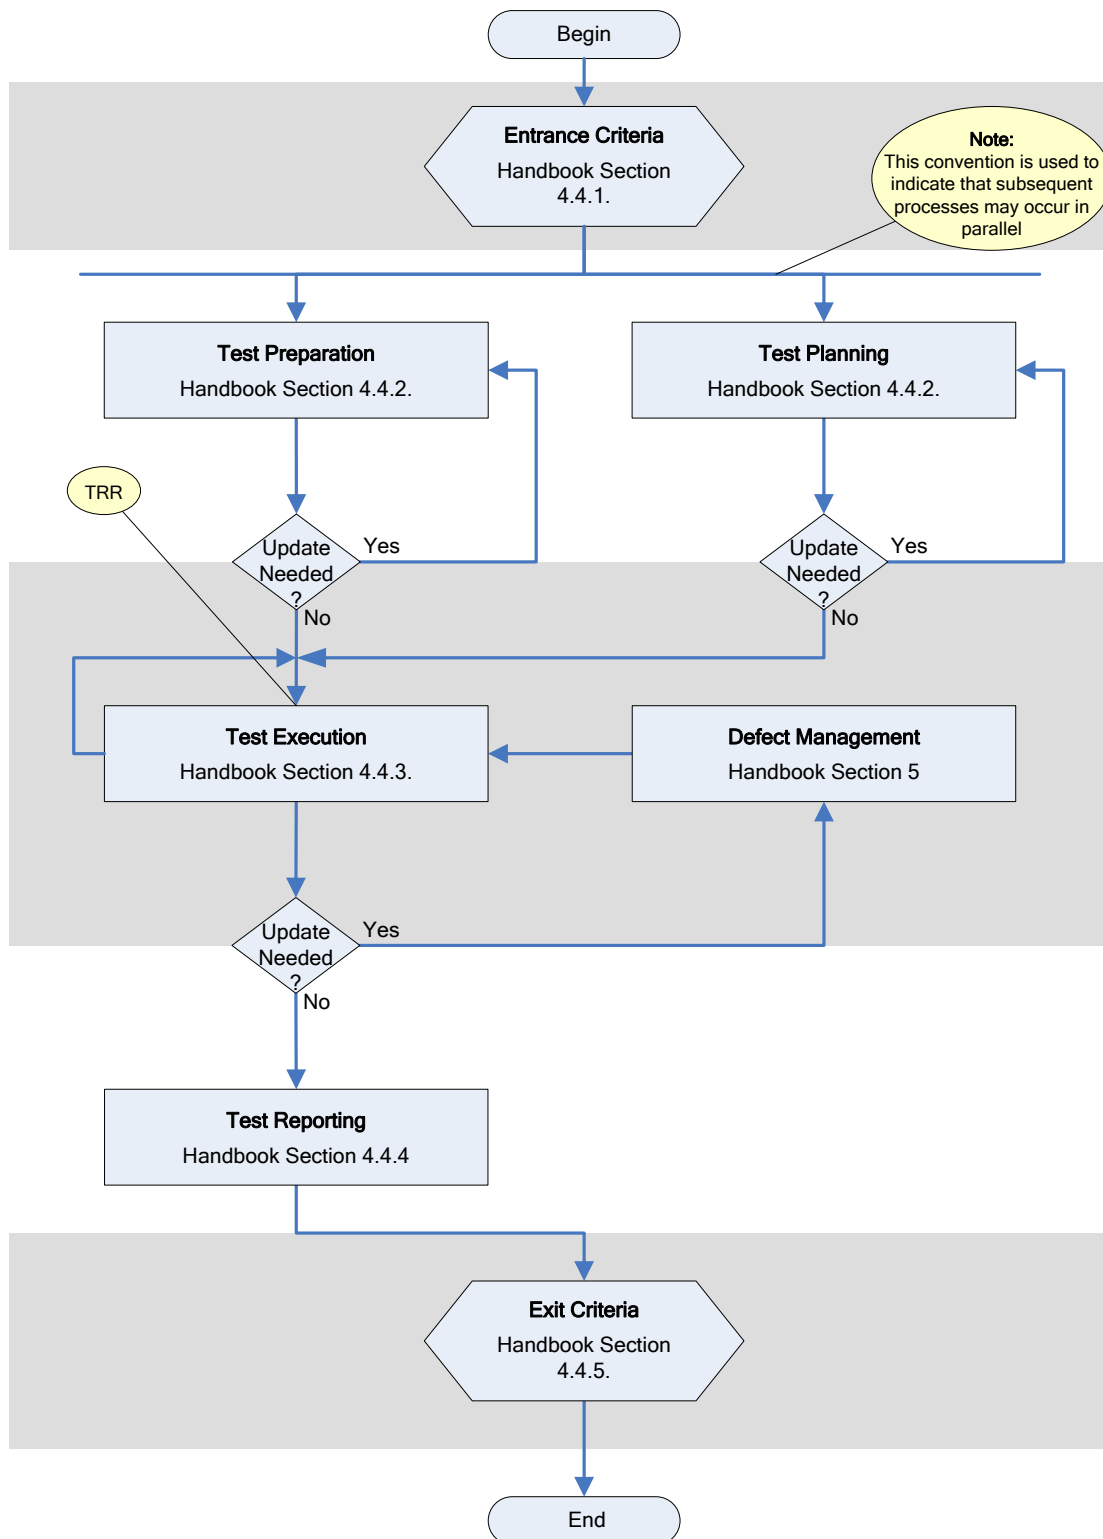 Begin
Entrance Criteria
Handbook Section
4.4.1.
Note:
This convention is used to
indicate that subsequent
processes may occur in
parallel
Test Preparation
Handbook Section 4.4.2.
Test Planning
Handbook Section 4.4.2.
TRR
Update
Needed
?
Yes
No
Update
Needed
?
Yes
No
Test Execution
Handbook Section 4.4.3.
Defect Management
Handbook Section 5
Update
Needed
?
Yes
No
Test Reporting
Handbook Section 4.4.4
Exit Criteria
Handbook Section
4.4.5.
End